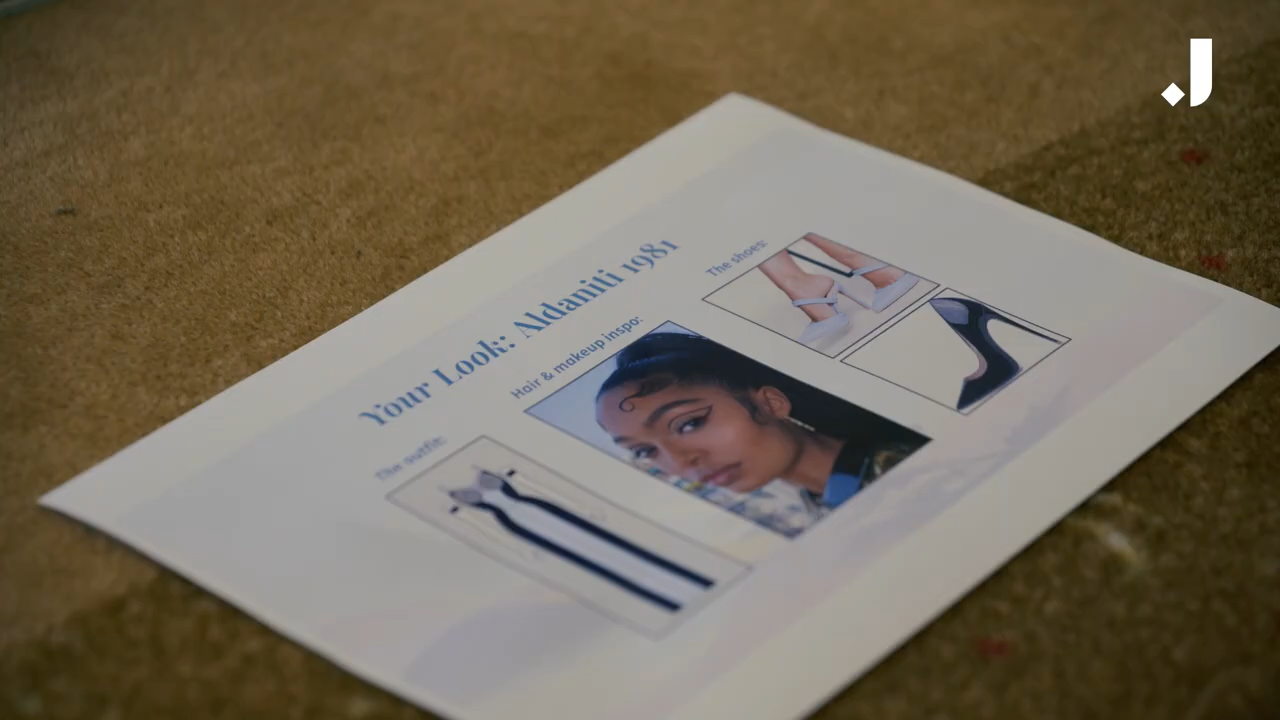 .J
Your Look: Aldaniti 1981
The outfit:
Hair & makeup inspo:
The shoes: